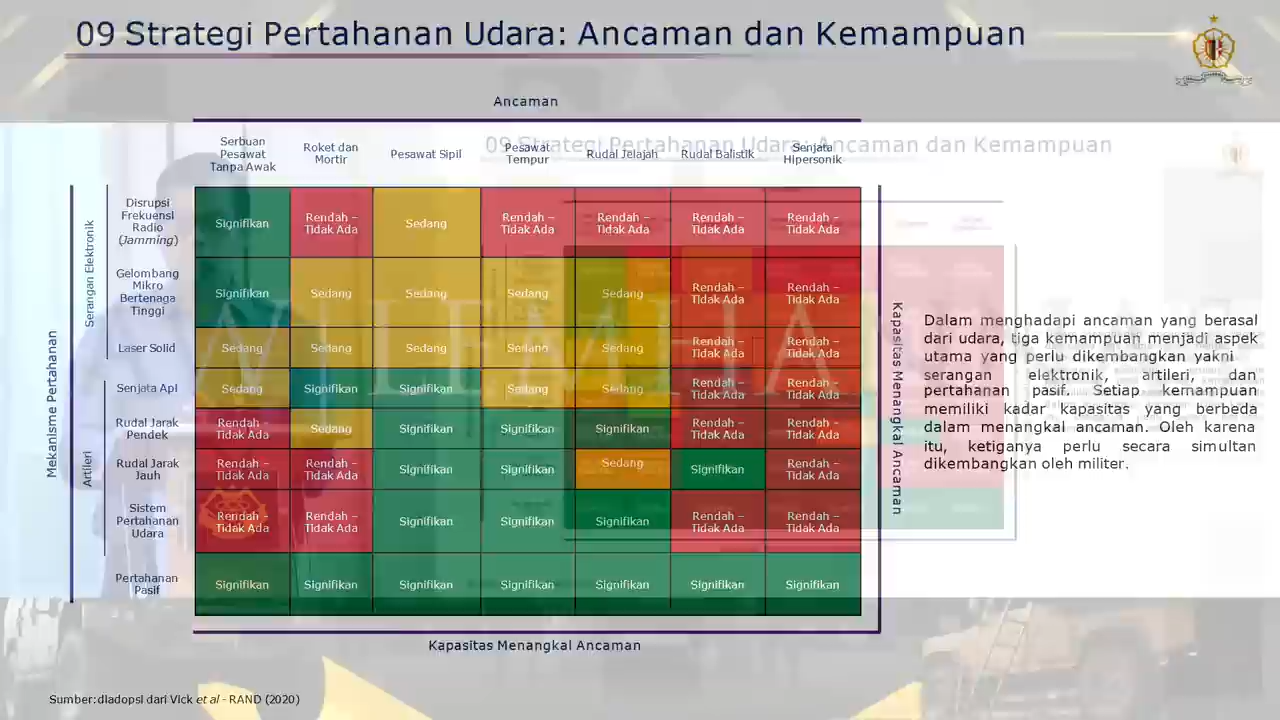 09 Strategi Pertahanan Udara: Ancaman dan Kemampuan
Ancaman
09 Strategi Pertahanan Udara: Ancaman dan Kemampuan
Serbuan Pesawat Tanpa Awak
Roket dan Mortir
Pesawat Sipil
Pesawat Tempur
Rudal Jelajah
Rudal Balistik
Senjata Hipersonik
Mekanisme Pertahanan
Serangan Elektronik
Disrupsi Frekuensi Radio (Jamming)
Signifikan
Rendah – Tidak Ada
Sedang
Rendah – Tidak Ada
Rendah – Tidak Ada
Rendah – Tidak Ada
Rendah – Tidak Ada
Gelombang Mikro Bertenaga Tinggi
Signifikan
Sedang
Sedang
Sedang
Sedang
Rendah – Tidak Ada
Rendah – Tidak Ada
Laser Solid
Sedang
Sedang
Sedang
Sedang
Sedang
Rendah – Tidak Ada
Rendah – Tidak Ada
Artileri
Senjata Api
Sedang
Signifikan
Signifikan
Sedang
Sedang
Rendah – Tidak Ada
Rendah – Tidak Ada
Rudal Jarak Pendek
Rendah – Tidak Ada
Sedang
Signifikan
Signifikan
Signifikan
Rendah – Tidak Ada
Rendah – Tidak Ada
Rudal Jarak Jauh
Rendah – Tidak Ada
Rendah – Tidak Ada
Signifikan
Signifikan
Sedang
Signifikan
Rendah – Tidak Ada
Sistem Pertahanan Udara
Rendah – Tidak Ada
Rendah – Tidak Ada
Signifikan
Signifikan
Signifikan
Rendah – Tidak Ada
Rendah – Tidak Ada
Pertahanan Pasif
Signifikan
Signifikan
Signifikan
Signifikan
Signifikan
Signifikan
Signifikan
Kapasitas Menangkal Ancaman
Kapasitas Menangkal Ancaman
Dalam menghadapi ancaman yang berasal
dari udara, tiga kemampuan menjadi aspek
utama yang perlu dikembangkan yakni
serangan elektronik, artileri, dan
pertahanan pasif. Setiap kemampuan
memiliki kadar kapasitas yang berbeda
dalam menangkal ancaman. Oleh karena
itu, ketiganya perlu secara simultan
dikembangkan oleh militer.
Sumber: diadopsi dari Vick et al - RAND (2020)